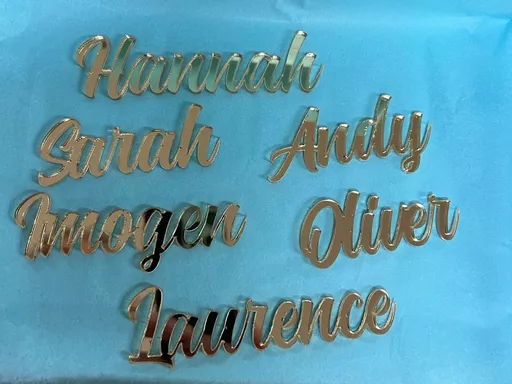 Hannah
Sarah
Andy
Imogen
Oliver
Laurence